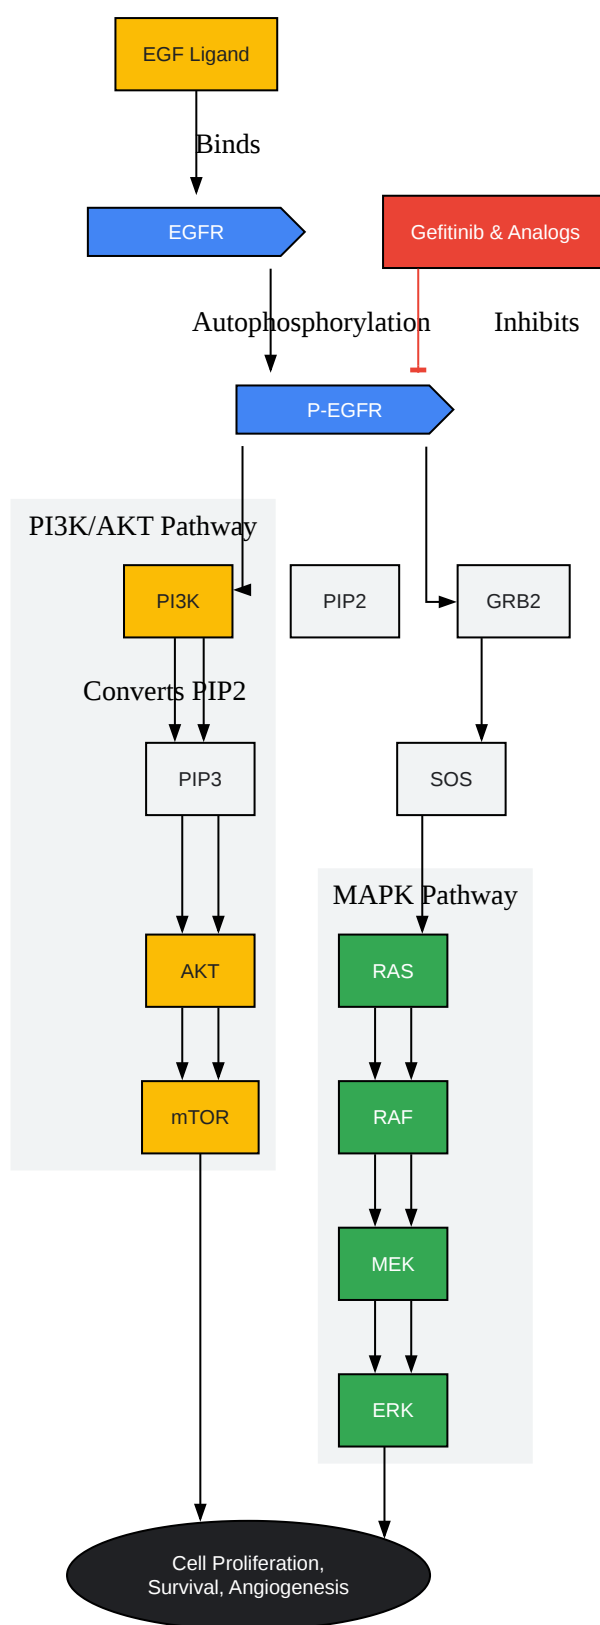 EGF Ligand
Binds
EGFR
Gefitinib & Analogs
Autophosphorylation
Inhibits
P-EGFR
PI3K/AKT Pathway
PI3K
PIP2
GRB2
Converts PIP2
PIP3
SOS
MAPK Pathway
AKT
RAS
mTOR
RAF
MEK
ERK
Cell Proliferation,
Survival, Angiogenesis